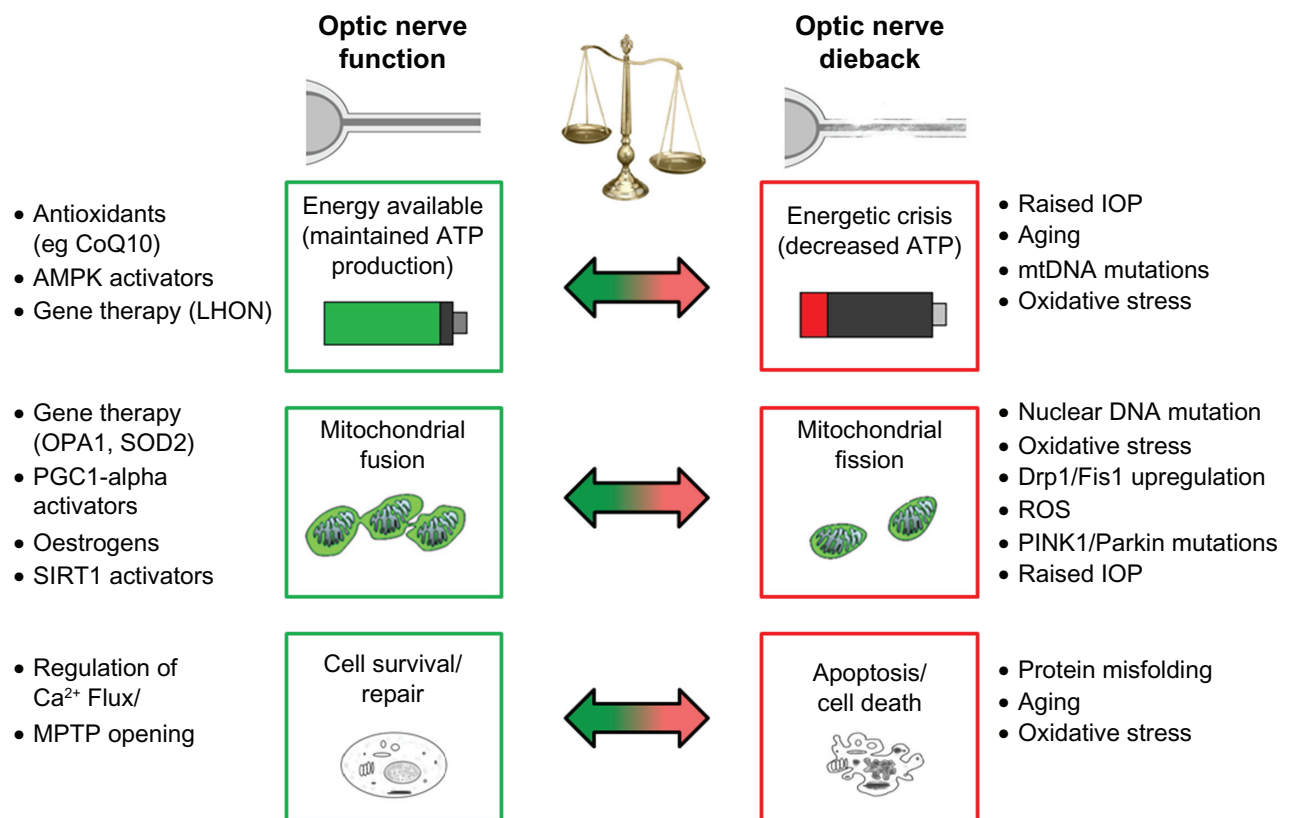 Optic nerve
function
Optic nerve
dieback
• Antioxidants
(eg CoQ10)
• AMPK activators
• Gene therapy (LHON)
Energy available
(maintained ATP
production)
Energetic crisis
(decreased ATP)
• Raised IOP
• Aging
• mtDNA mutations
• Oxidative stress
• Gene therapy
(OPA1, SOD2)
• PGC1-alpha
activators
• Oestrogens
• SIRT1 activators
Mitochondrial
fusion
Mitochondrial
fission
• Nuclear DNA mutation
• Oxidative stress
• Drp1/Fis1 upregulation
• ROS
• PINK1/Parkin mutations
• Raised IOP
• Regulation of
Ca²⁺ Flux/
• MPTP opening
Cell survival/
repair
Apoptosis/
cell death
• Protein misfolding
• Aging
• Oxidative stress